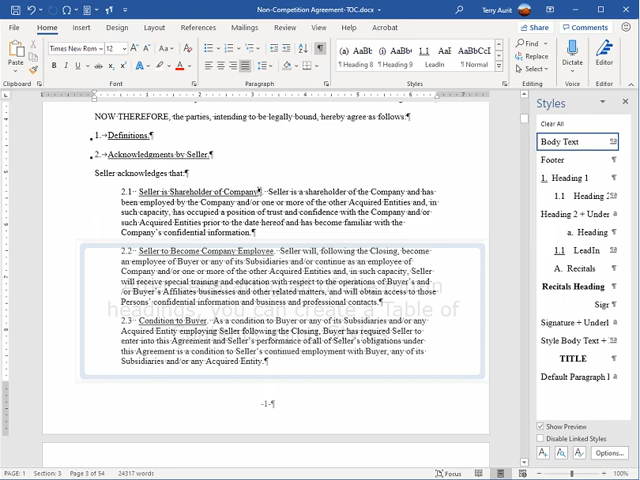 Non-Competition Agreement-TOC.docx
Terry Aurit
File Home Insert Draw Design Layout References Mailings Review View Developer Help
Share Comments
Times New Rom 12
Paste
(a) AaBb (i) AaBb 1.1 AaI AaBbCcI
¶ Heading 8 ¶ Heading 9 ¶ LeadIn ¶ Normal
Find
Replace
Select
Dictate Editor
Clipboard Font Paragraph Styles Editing Voice Editor
NOW THEREFORE, the parties, intending to be legally bound, hereby agree as follows:¶
1.→Definitions.¶
2.→Acknowledgments by Seller.¶
Seller acknowledges that:¶
2.1 Seller is Shareholder of Company¶. Seller is a shareholder of the Company and has
been employed by the Company and/or one or more of the other Acquired Entities and, in
such capacity, has occupied a position of trust and confidence with the Company and/or
such Acquired Entities prior to the date hereof and has become familiar with the
Company's confidential information.¶
2.2 Seller to Become Company Employee. Seller will, following the Closing, become
an employee of Buyer or any of its Subsidiaries and/or continue as an employee of
Company and/or one or more of the other Acquired Entities and, in such capacity, Seller
will receive special training and education with respect to the operations of Buyer's and
/or Buyer's Affiliates businesses and other related matters, and will obtain access to those
Persons' confidential information and business and professional contacts.¶
headings, you can create a Table of
2.3 Condition to Buyer. As a condition to Buyer or any of its Subsidiaries and/or any
Acquired Entity employing Seller following the Closing, Buyer has required Seller to
enter into this Agreement and Seller's performance of all of Seller's obligations under
this Agreement is a condition to Seller's continued employment with Buyer, any of its
Subsidiaries and/or any Acquired Entity.¶
-1-¶
Styles
Clear All
Body Text
Footer
1. Heading 1
1.1 Heading 2
Heading 2 + Under
a. Heading
1.1 LeadIn
A. Recitals
Recitals Heading
Sign
Signature + Underl
Style Body Text +
TITLE
Default Paragraph
Show Preview
Disable Linked Styles
Options...
PAGE: 1 Section: 3 Page 3 of 54 24317 words
Focus
100%